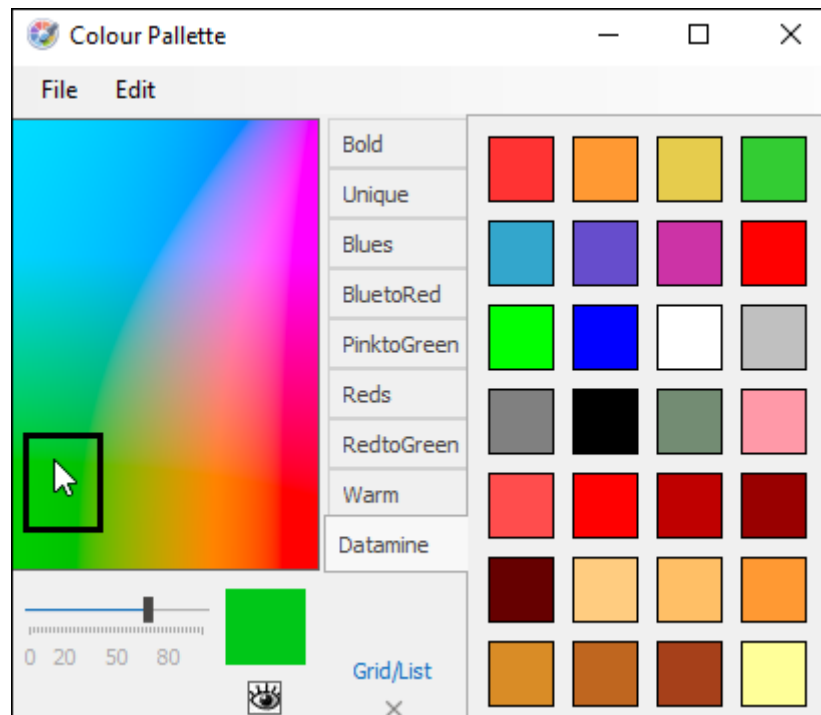 Colour Pallette
File Edit
Bold
Unique
Blues
BluetoRed
PinktoGreen
Reds
RedtoGreen
Warm
Datamine
0 20 50 80
Grid/List